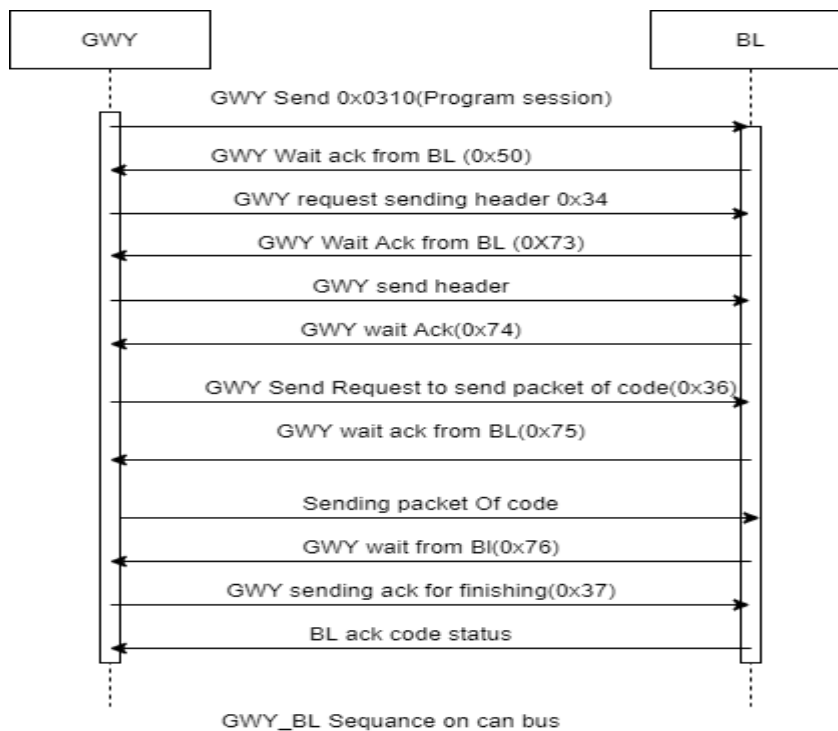 GWY
BL
GWY Send 0x0310(Program session)
GWY Wait ack from BL (0x50)
GWY request sending header 0x34
GWY Wait Ack from BL (0X73)
GWY send header
GWY wait Ack(0x74)
GWY Send Request to send packet of code(0x36)
GWY wait ack from BL(0x75)
Sending packet Of code
GWY wait from Bl(0x76)
GWY sending ack for finishing(0x37)
BL ack code status
GWY_BL Sequance on can bus